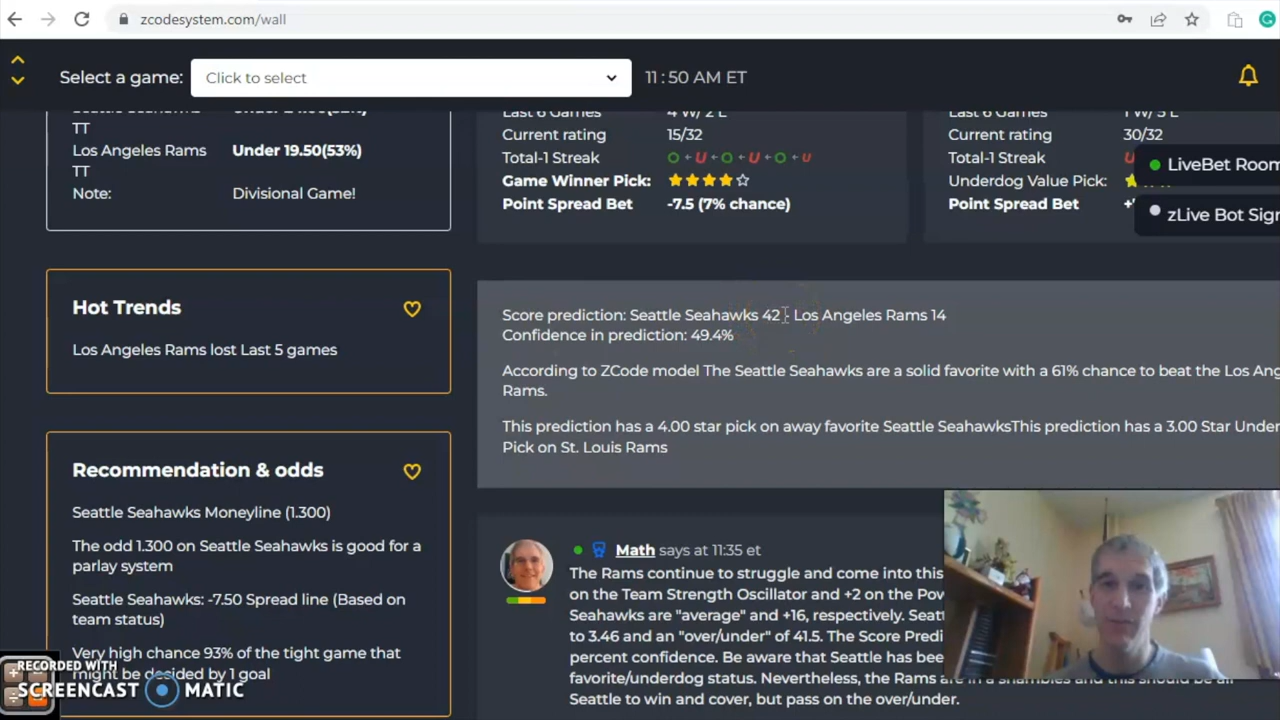 zcodesystem.com/wall
Select a game:
Click to select
11:50 AM ET
TT
Los Angeles Rams
Under 19.50(53%)
TT
Note:
Divisional Game!
Last 6 Games
4 W/ 2 L
Current rating
15/32
Total-1 Streak
O U O U O U
Game Winner Pick:
Point Spread Bet
-7.5 (7% chance)
Last 6 Games
1 W/ 5 L
Current rating
30/32
Total-1 Streak
U
Underdog Value Pick:
Point Spread Bet
LiveBet Room
zLive Bot Sig
Hot Trends
Los Angeles Rams lost Last 5 games
Score prediction: Seattle Seahawks 42 - Los Angeles Rams 14
Confidence in prediction: 49.4%
According to ZCode model The Seattle Seahawks are a solid favorite with a 61% chance to beat the Los Ang
Rams.
This prediction has a 4.00 star pick on away favorite Seattle SeahawksThis prediction has a 3.00 Star Under
Pick on St. Louis Rams
Recommendation & odds
Seattle Seahawks Moneyline (1.300)
The odd 1.300 on Seattle Seahawks is good for a
parlay system
Seattle Seahawks: -7.50 Spread line (Based on
team status)
Very high chance 93% of the tight game that
might be decided by 1 goal
Math says at 11:35 et
The Rams continue to struggle and come into this
on the Team Strength Oscillator and +2 on the Pow
Seahawks are "average" and +16, respectively. Seat
to 3.46 and an "over/under" of 41.5. The Score Predi
percent confidence. Be aware that Seattle has bee
favorite/underdog status. Nevertheless, the Rams are in a shambles and this should be an
Seattle to win and cover, but pass on the over/under.
RECORDED WITH
SCREENCAST MATIC